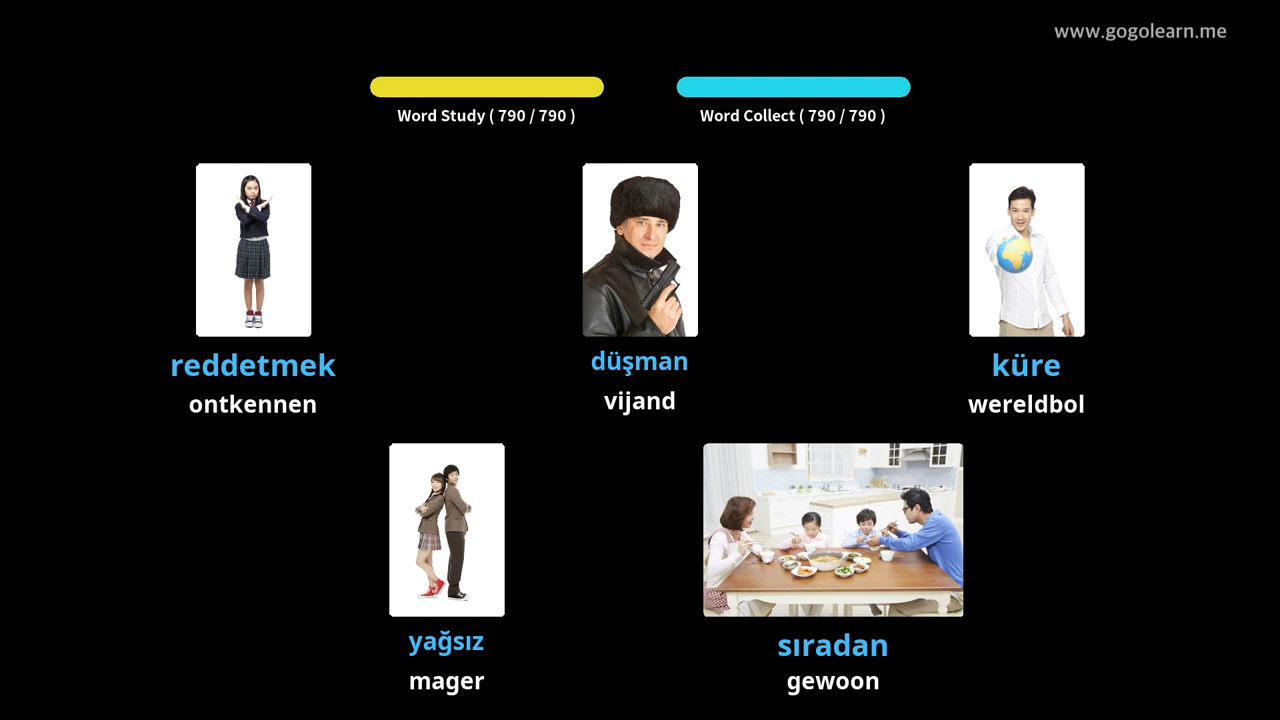 www.gogolearn.me
Word Study ( 790 / 790 )
Word Collect ( 790 / 790 )
reddetmek
ontkennen
düşman
vijand
küre
wereldbol
yağsız
mager
sıradan
gewoon